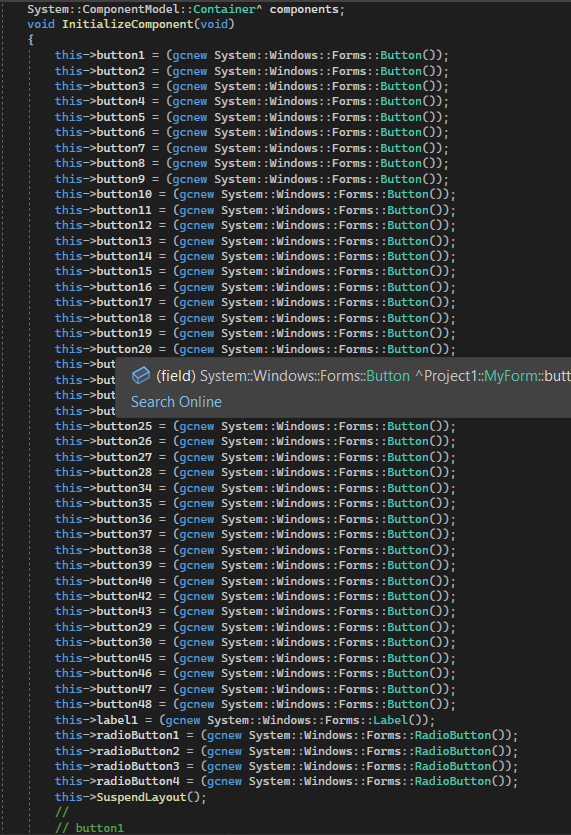 System::ComponentModel::Container^ components;
void InitializeComponent(void)
{
this->button1 = (gcnew System::Windows::Forms::Button());
this->button2 = (gcnew System::Windows::Forms::Button());
this->button3 = (gcnew System::Windows::Forms::Button());
this->button4 = (gcnew System::Windows::Forms::Button());
this->button5 = (gcnew System::Windows::Forms::Button());
this->button6 = (gcnew System::Windows::Forms::Button());
this->button7 = (gcnew System::Windows::Forms::Button());
this->button8 = (gcnew System::Windows::Forms::Button());
this->button9 = (gcnew System::Windows::Forms::Button());
this->button10 = (gcnew System::Windows::Forms::Button());
this->button11 = (gcnew System::Windows::Forms::Button());
this->button12 = (gcnew System::Windows::Forms::Button());
this->button13 = (gcnew System::Windows::Forms::Button());
this->button14 = (gcnew System::Windows::Forms::Button());
this->button15 = (gcnew System::Windows::Forms::Button());
this->button16 = (gcnew System::Windows::Forms::Button());
this->button17 = (gcnew System::Windows::Forms::Button());
this->button18 = (gcnew System::Windows::Forms::Button());
this->button19 = (gcnew System::Windows::Forms::Button());
this->button20 = (gcnew System::Windows::Forms::Button());
this->but
(field) System::Windows::Forms::Button ^Project1::MyForm::butt
this->but
this->but
Search Online
this->but
this->button25 = (gcnew System::Windows::Forms::Button());
this->button26 = (gcnew System::Windows::Forms::Button());
this->button27 = (gcnew System::Windows::Forms::Button());
this->button28 = (gcnew System::Windows::Forms::Button());
this->button34 = (gcnew System::Windows::Forms::Button());
this->button35 = (gcnew System::Windows::Forms::Button());
this->button36 = (gcnew System::Windows::Forms::Button());
this->button37 = (gcnew System::Windows::Forms::Button());
this->button38 = (gcnew System::Windows::Forms::Button());
this->button39 = (gcnew System::Windows::Forms::Button());
this->button40 = (gcnew System::Windows::Forms::Button());
this->button42 = (gcnew System::Windows::Forms::Button());
this->button43 = (gcnew System::Windows::Forms::Button());
this->button29 = (gcnew System::Windows::Forms::Button());
this->button30 = (gcnew System::Windows::Forms::Button());
this->button45 = (gcnew System::Windows::Forms::Button());
this->button46 = (gcnew System::Windows::Forms::Button());
this->button47 = (gcnew System::Windows::Forms::Button());
this->button48 = (gcnew System::Windows::Forms::Button());
this->label1 = (gcnew System::Windows::Forms::Label());
this->radioButton1 = (gcnew System::Windows::Forms::RadioButton());
this->radioButton2 = (gcnew System::Windows::Forms::RadioButton());
this->radioButton3 = (gcnew System::Windows::Forms::RadioButton());
this->radioButton4 = (gcnew System::Windows::Forms::RadioButton());
this->SuspendLayout();
//
// button1